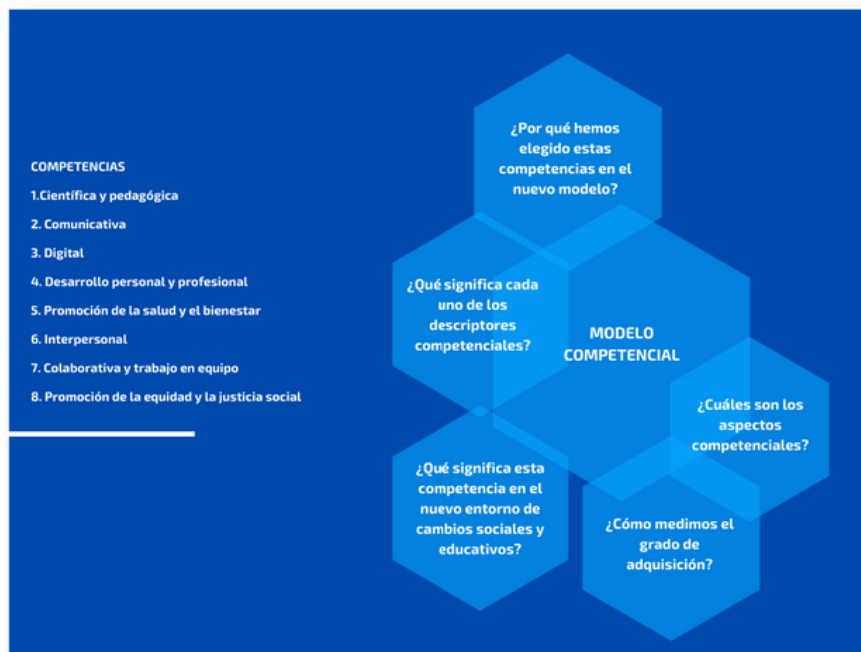 COMPETENCIAS
1.Científica y pedagógica
2. Comunicativa
3. Digital
4. Desarrollo personal y profesional
5. Promoción de la salud y el bienestar
6. Interpersonal
7. Colaborativa y trabajo en equipo
8. Promoción de la equidad y la justicia social
¿Por qué hemos
elegido estas
competencias en el
nuevo modelo?
¿Qué significa cada
uno de los
descriptores
competenciales?
MODELO
COMPETENCIAL
¿Cuáles son los
aspectos
competenciales?
¿Qué significa esta
competencia en el
nuevo entorno de
cambios sociales y
educativos?
¿Cómo medimos el
grado de
adquisición?